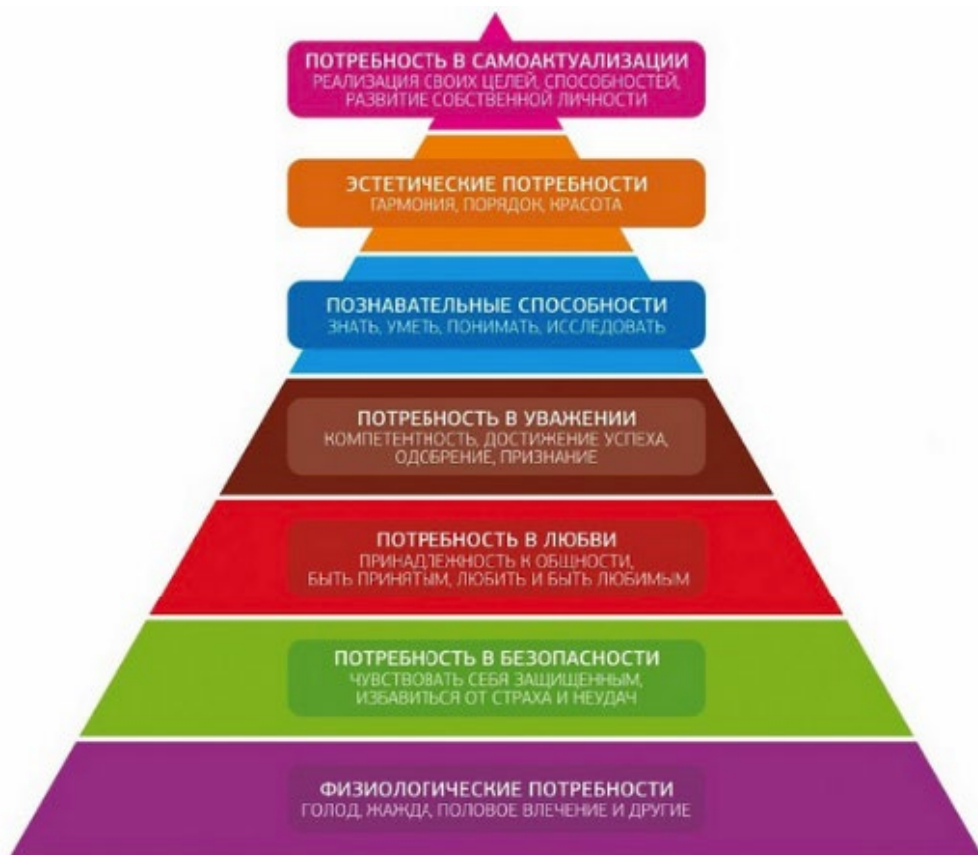 ПОТРЕБНОСТЬ В САМОАКТУАЛИЗАЦИИ
РЕАЛИЗАЦИЯ СВОИХ ЦЕЛЕЙ, СПОСОБНОСТЕЙ,
РАЗВИТИЕ СОБСТВЕННОЙ ЛИЧНОСТИ
ЭСТЕТИЧЕСКИЕ ПОТРЕБНОСТИ
ГАРМОНИЯ, ПОРЯДОК, КРАСОТА
ПОЗНАВАТЕЛЬНЫЕ СПОСОБНОСТИ
ЗНАТЬ, УМЕТЬ, ПОНИМАТЬ, ИССЛЕДОВАТЬ
ПОТРЕБНОСТЬ В УВАЖЕНИИ
КОМПЕТЕНТНОСТЬ, ДОСТИЖЕНИЕ УСПЕХА,
ОДОБРЕНИЕ, ПРИЗНАНИЕ
ПОТРЕБНОСТЬ В ЛЮБВИ
ПРИНАДЛЕЖНОСТЬ К ОБЩНОСТИ,
БЫТЬ ПРИНЯТЫМ, ЛЮБИТЬ И БЫТЬ ЛЮБИМЫМ
ПОТРЕБНОСТЬ В БЕЗОПАСНОСТИ
ЧУВСТВОВАТЬ СЕБЯ ЗАЩИЩЕННЫМ,
ИЗБАВИТЬСЯ ОТ СТРАХА И НЕУДАЧ
ФИЗИОЛОГИЧЕСКИЕ ПОТРЕБНОСТИ
ГОЛОД, ЖАЖДА, ПОЛОВОЕ ВЛЕЧЕНИЕ И ДРУГИЕ